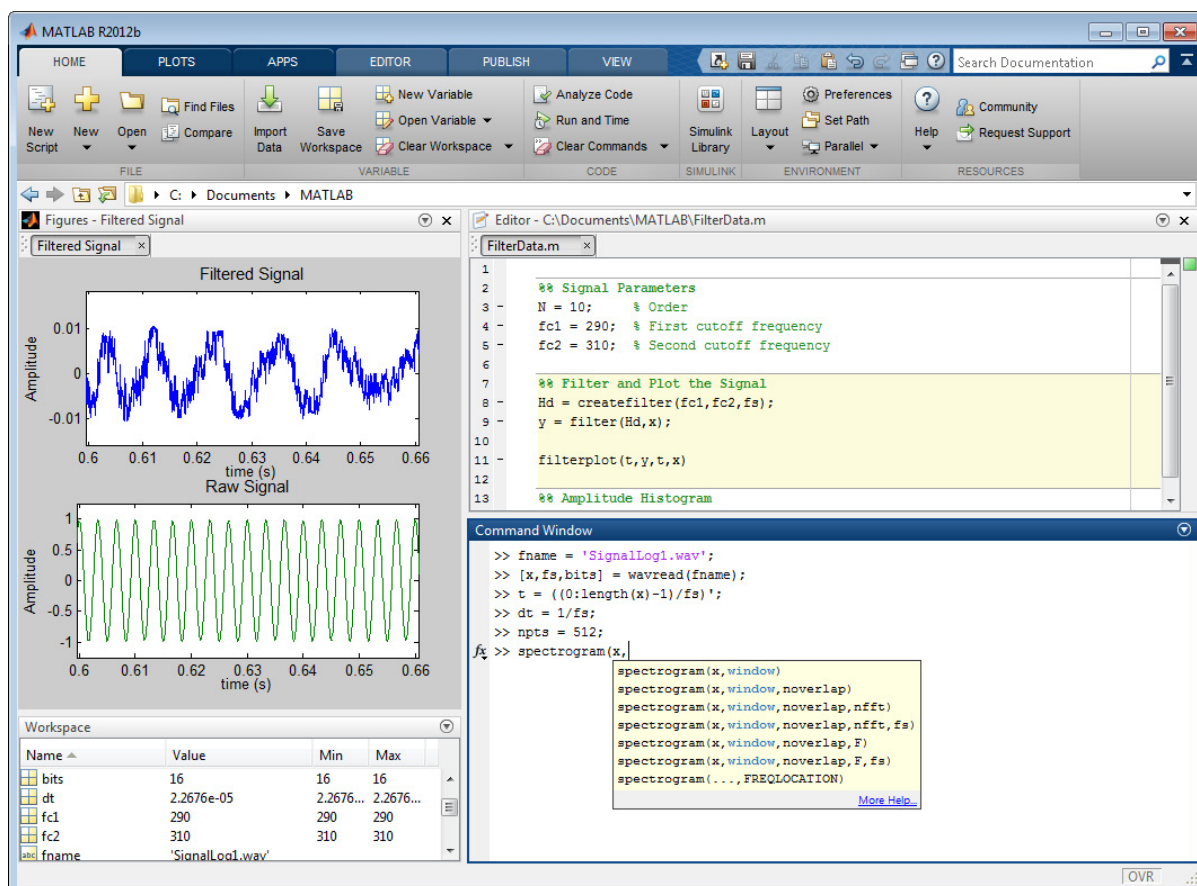 MATLAB R2012b
HOME PLOTS APPS EDITOR PUBLISH VIEW
Search Documentation
New Script
New
Open
Find Files
Compare
FILE
Import Data
Save Workspace
New Variable
Open Variable
Clear Workspace
VARIABLE
Analyze Code
Run and Time
Clear Commands
CODE
Simulink Library
SIMULINK
Layout
Preferences
Set Path
Parallel
ENVIRONMENT
Help
Community
Request Support
RESOURCES
C: Documents MATLAB
Figures - Filtered Signal
Filtered Signal
Filtered Signal
Amplitude
0.01
0
-0.01
0.6 0.61 0.62 0.63 0.64 0.65 0.66
time (s)
Raw Signal
Amplitude
1
0.5
0
-0.5
-1
0.6 0.61 0.62 0.63 0.64 0.65 0.66
time (s)
Workspace
Name Value Min Max
bits 16 16 16
dt 2.2676e-05 2.2676... 2.2676...
fc1 290 290 290
fc2 310 310 310
abc fname 'SignalLog1.wav'
Editor - C:\Documents\MATLAB\FilterData.m
FilterData.m
1
2 %% Signal Parameters
3 - N = 10; % Order
4 - fc1 = 290; % First cutoff frequency
5 - fc2 = 310; % Second cutoff frequency
6
7 %% Filter and Plot the Signal
8 - Hd = createfilter(fc1,fc2,fs);
9 - y = filter(Hd,x);
10
11 - filterplot(t,y,t,x)
12
13 %% Amplitude Histogram
Command Window
>> fname = 'SignalLog1.wav';
>> [x,fs,bits] = wavread(fname);
>> t = ((0:length(x)-1)/fs)';
>> dt = 1/fs;
>> npts = 512;
fx >> spectrogram(x,
spectrogram(x,window)
spectrogram(x,window,noverlap)
spectrogram(x,window,noverlap,nfft)
spectrogram(x,window,noverlap,nfft,fs)
spectrogram(x,window,noverlap,F)
spectrogram(x,window,noverlap,F,fs)
spectrogram(...,FREQLOCATION)
More Help...
OVR